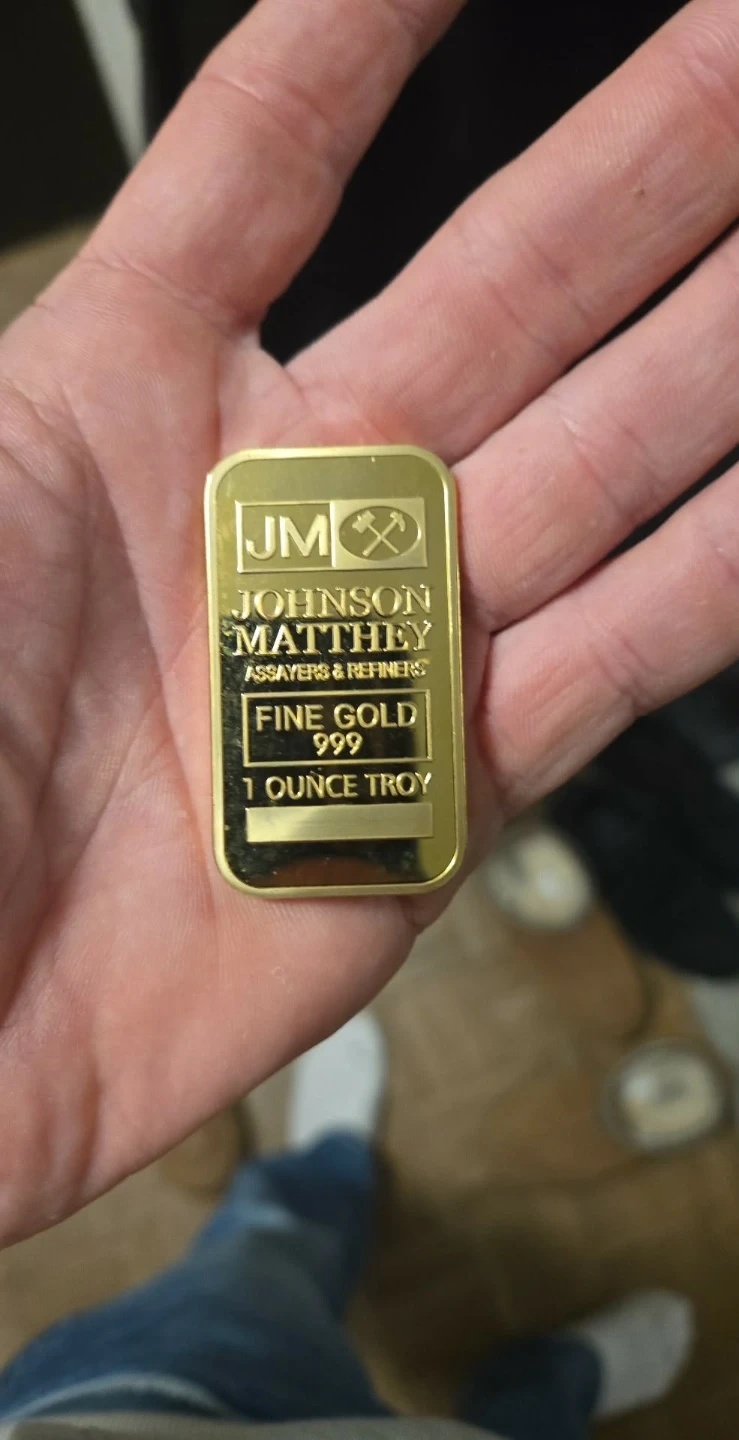 JM
JOHNSON
MATTHEY
ASSAYERS & REFINERS
FINE GOLD
999
1 OUNCE TROY